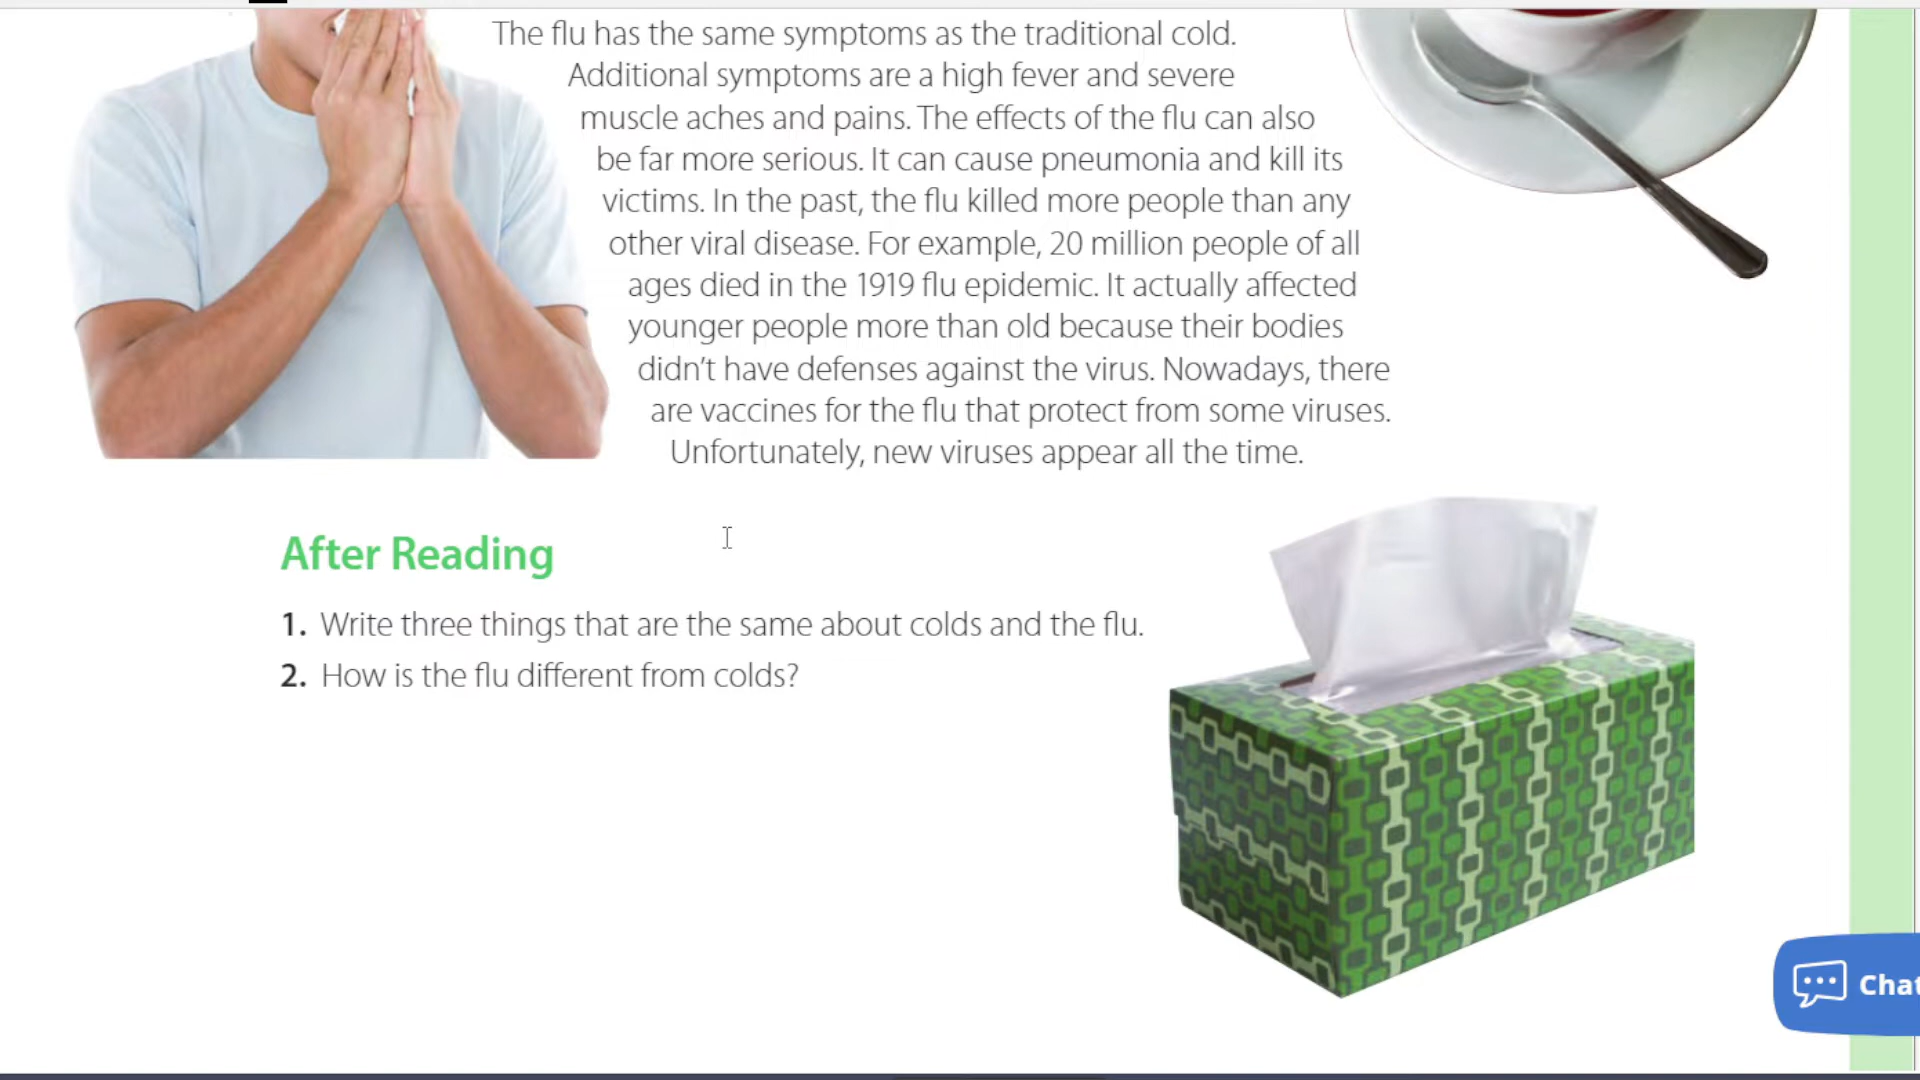 The flu has the same symptoms as the traditional cold.
Additional symptoms are a high fever and severe
muscle aches and pains. The effects of the flu can also
be far more serious. It can cause pneumonia and kill its
victims. In the past, the flu killed more people than any
other viral disease. For example, 20 million people of all
ages died in the 1919 flu epidemic. It actually affected
younger people more than old because their bodies
didn't have defenses against the virus. Nowadays, there
are vaccines for the flu that protect from some viruses.
Unfortunately, new viruses appear all the time.
After Reading
1. Write three things that are the same about colds and the flu.
2. How is the flu different from colds?
Chat